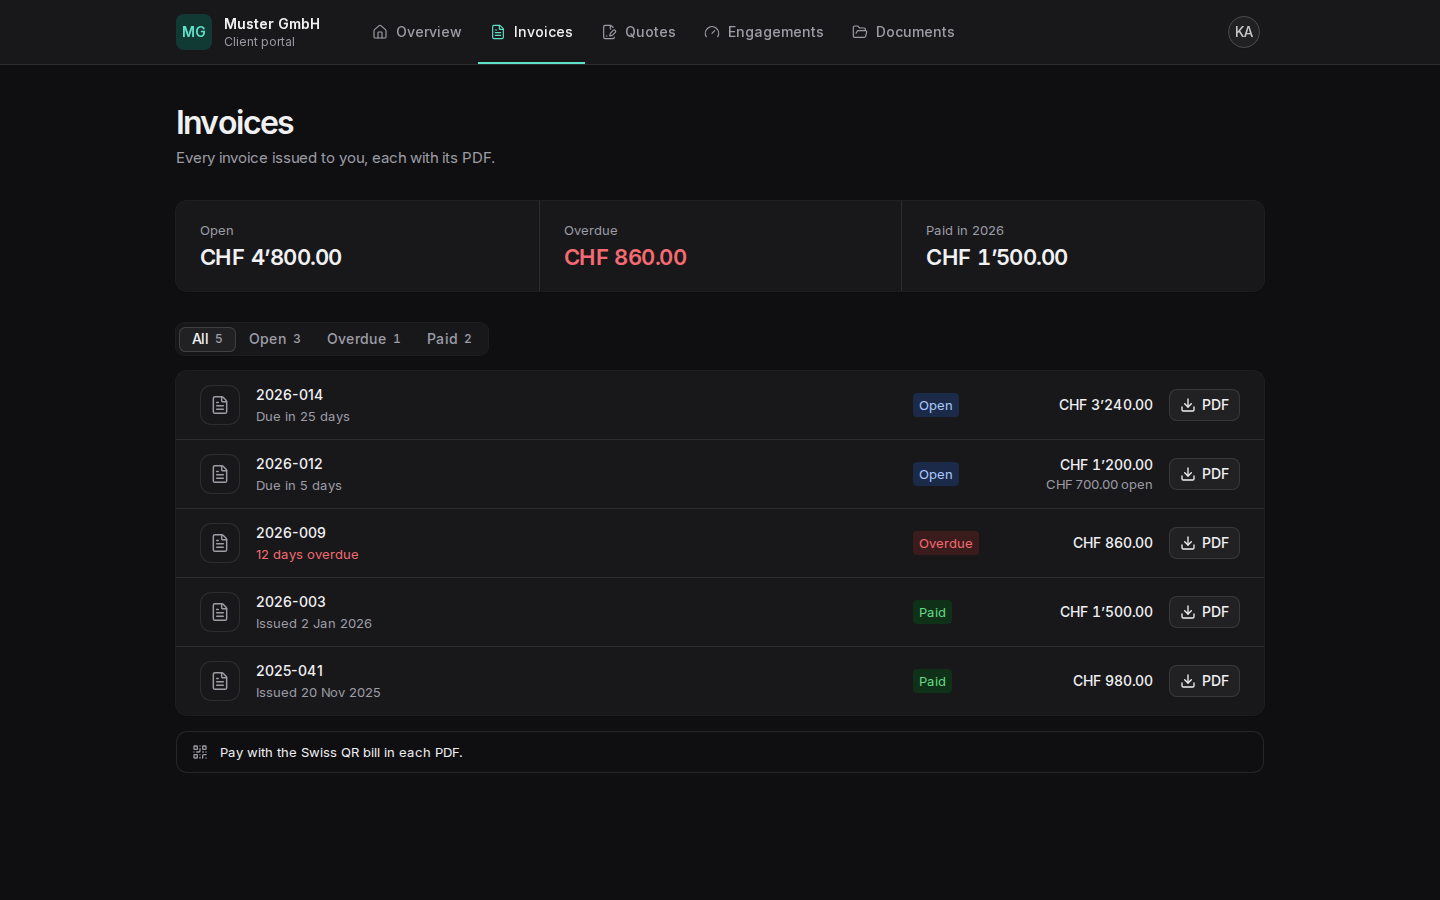 MG
Muster GmbH
Client portal
Overview
Invoices
Quotes
Engagements
Documents
KA
Invoices
Every invoice issued to you, each with its PDF.
Open
CHF 4’800.00
Overdue
CHF 860.00
Paid in 2026
CHF 1’500.00
All 5
Open 3
Overdue 1
Paid 2
2026-014
Due in 25 days
Open
CHF 3’240.00
PDF
2026-012
Due in 5 days
Open
CHF 1’200.00
CHF 700.00 open
PDF
2026-009
12 days overdue
Overdue
CHF 860.00
PDF
2026-003
Issued 2 Jan 2026
Paid
CHF 1’500.00
PDF
2025-041
Issued 20 Nov 2025
Paid
CHF 980.00
PDF
Pay with the Swiss QR bill in each PDF.